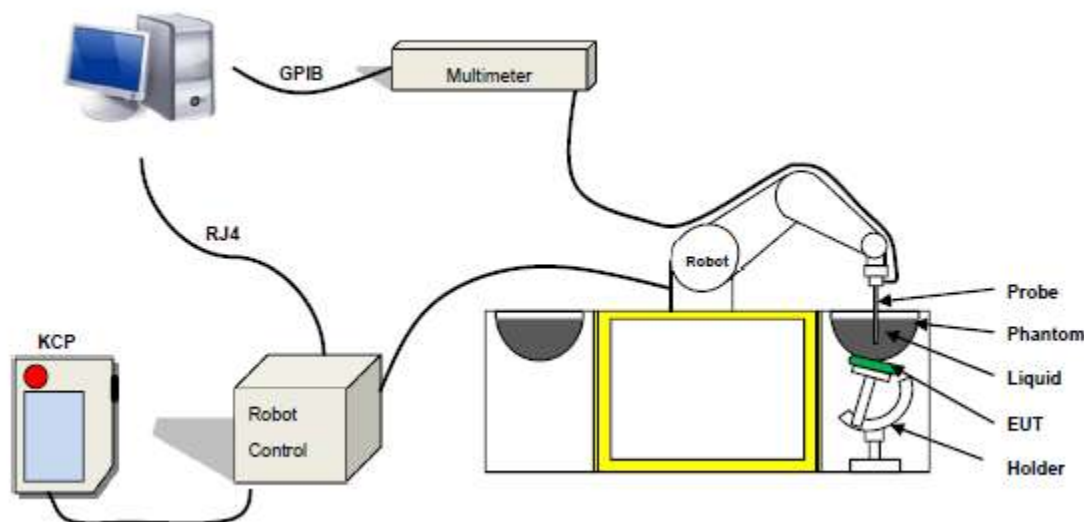 GPIB
Multimeter
RJ4
Robot
Probe
Phantom
KCP
Liquid
Robot
Control
EUT
Holder